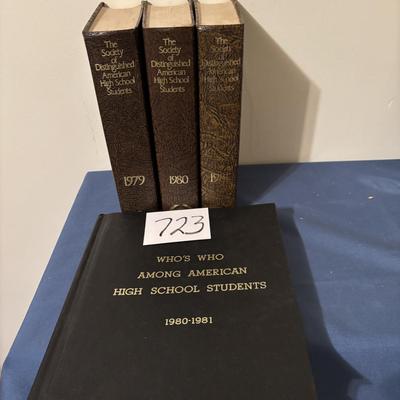 The
Society
of
Distinguished
American
High School
Students
1979
The
Society
of
Distinguished
American
High School
Students
1980
The
Society
of
Distinguished
American
High School
Students
723
WHO'S WHO
AMONG AMERICAN
HIGH SCHOOL STUDENTS
1980-1981